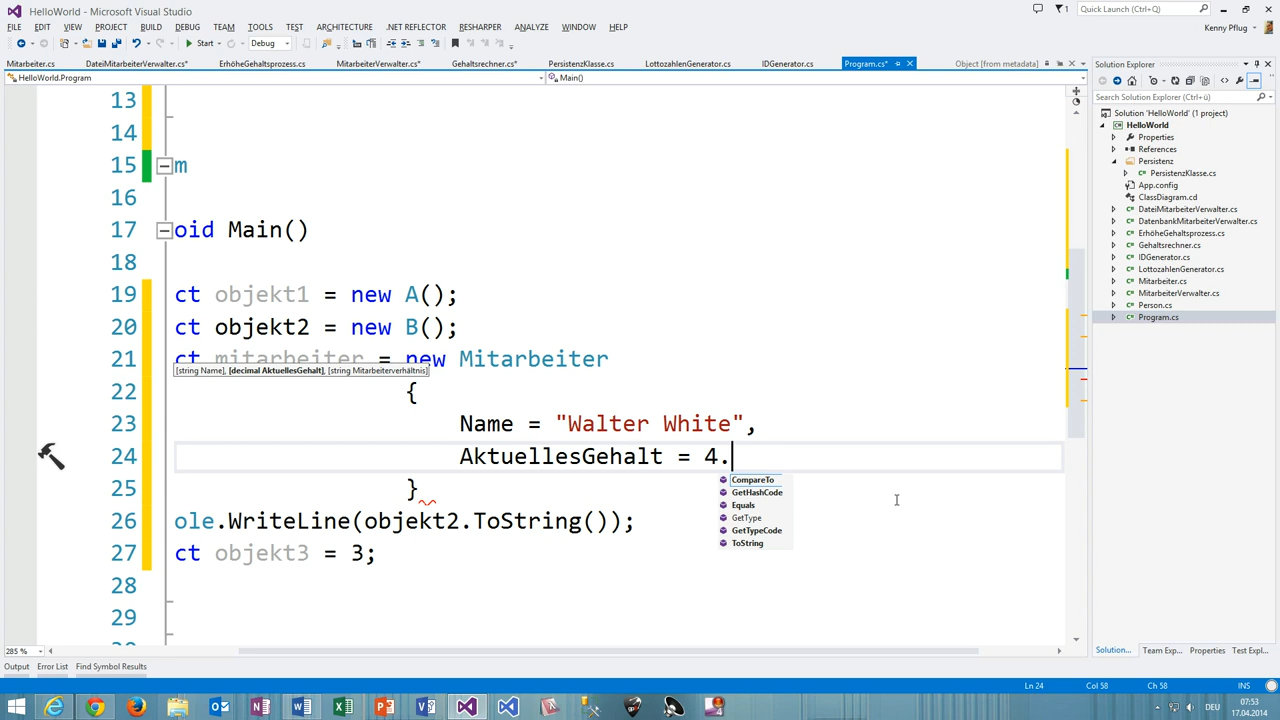 HelloWorld - Microsoft Visual Studio
Quick Launch (Ctrl+Q)
FILE EDIT VIEW PROJECT BUILD DEBUG TEAM TOOLS TEST ARCHITECTURE .NET REFLECTOR RESHARPER ANALYZE WINDOW HELP
Kenny Pflug
Start Debug
Mitarbeiter.cs DateiMitarbeiterVerwalter.cs* ErhöheGehaltsprozess.cs MitarbeiterVerwalter.cs* Gehaltsrechner.cs* PersistenzKlasse.cs LottozahlenGenerator.cs IDGenerator.cs Program.cs* Object [from metadata]
HelloWorld.Program Main()
13
14
15 m
16
17 oid Main()
18
19 ct objekt1 = new A();
20 ct objekt2 = new B();
21 ct mitarbeiter = new Mitarbeiter
[string Name], [decimal AktuellesGehalt], [string Mitarbeiterverhältnis]
22 {
23 Name = "Walter White",
24 AktuellesGehalt = 4.
CompareTo
GetHashCode
Equals
GetType
GetTypeCode
ToString
25 }
26 ole.WriteLine(objekt2.ToString());
27 ct objekt3 = 3;
28
29
285 %
Solution Explorer
Search Solution Explorer (Ctrl+ü)
Solution 'HelloWorld' (1 project)
HelloWorld
Properties
References
Persistenz
PersistenzKlasse.cs
App.config
ClassDiagram.cd
DateiMitarbeiterVerwalter.cs
DatenbankMitarbeiterVerwalter.cs
ErhöheGehaltsprozess.cs
Gehaltsrechner.cs
IDGenerator.cs
LottozahlenGenerator.cs
Mitarbeiter.cs
MitarbeiterVerwalter.cs
Person.cs
Program.cs
Solution... Team Exp... Properties Test Expl...
Output Error List Find Symbol Results
Ln 24 Col 58 Ch 58 INS
DEU
07:53
17.04.2014